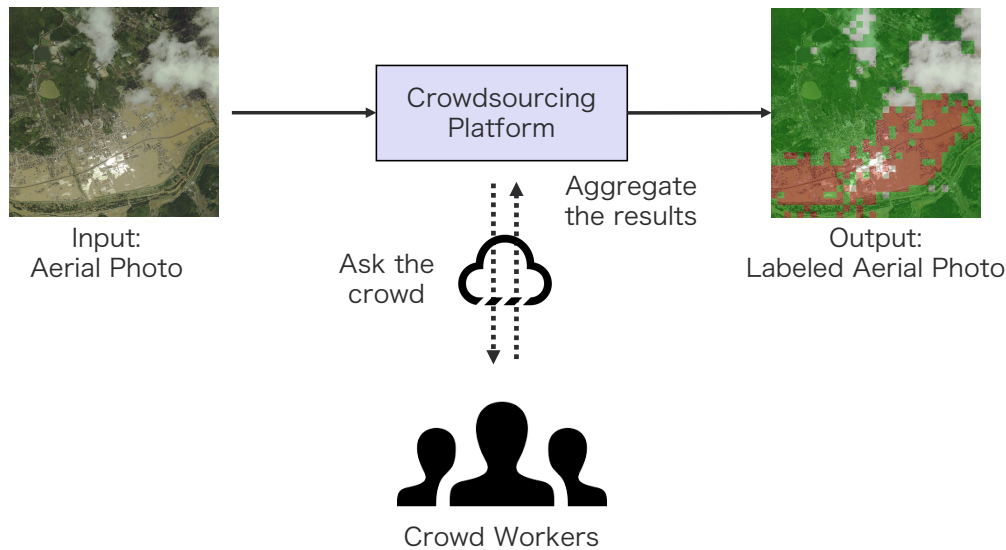 Crowdsourcing
Platform
Input:
Aerial Photo
Aggregate
the results
Ask the
crowd
Output:
Labeled Aerial Photo
Crowd Workers